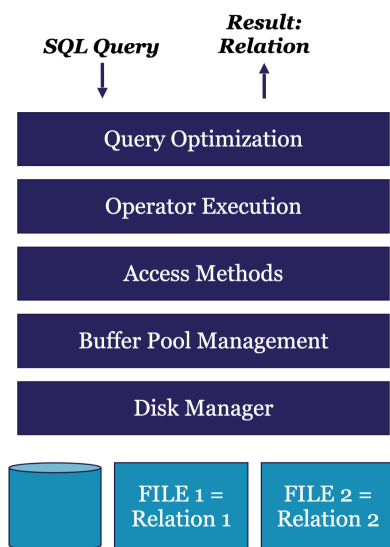 SQL Query
Result:
Relation
Query Optimization
Operator Execution
Access Methods
Buffer Pool Management
Disk Manager
FILE 1 =
Relation 1
FILE 2 =
Relation 2